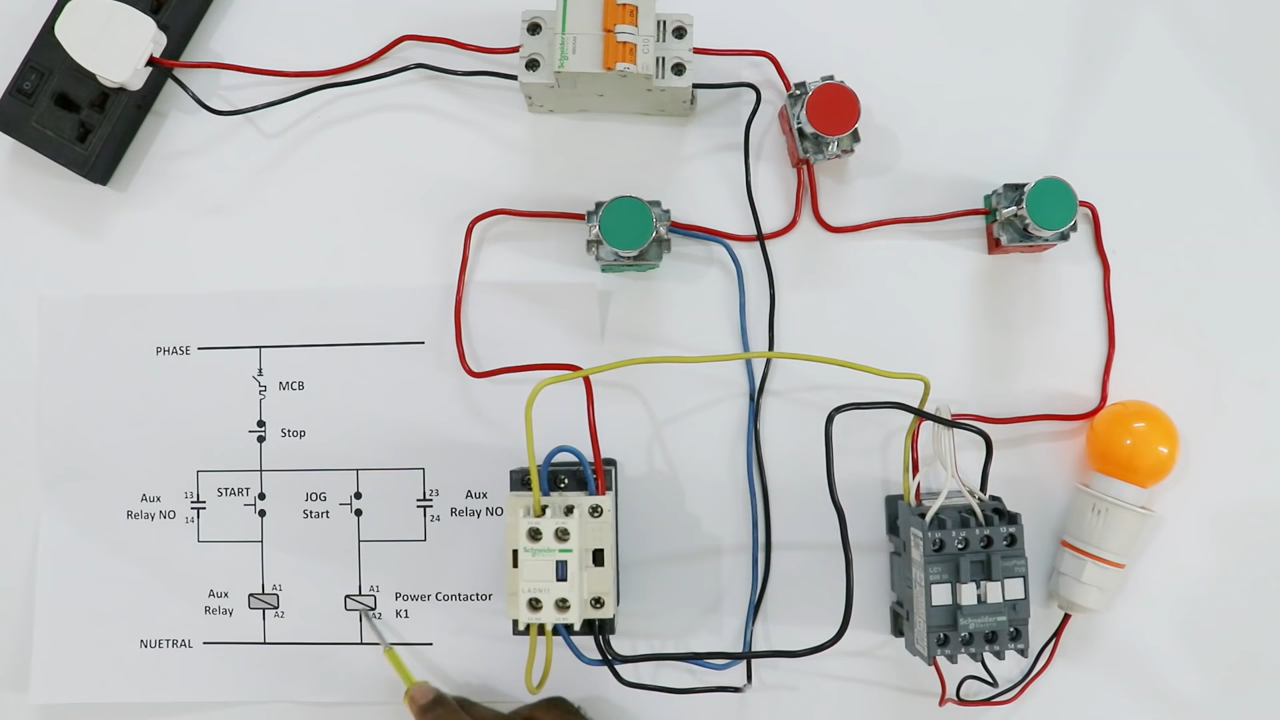 Schneider
C10
PHASE
MCB
Stop
13
Aux
Relay NO
14
START
JOG
Start
23
Aux
Relay NO
24
Aux
Relay
A1
A2
A1
A2
Power Contactor
K1
NUETRAL
Schneider
LADN11
LC1
Schneider